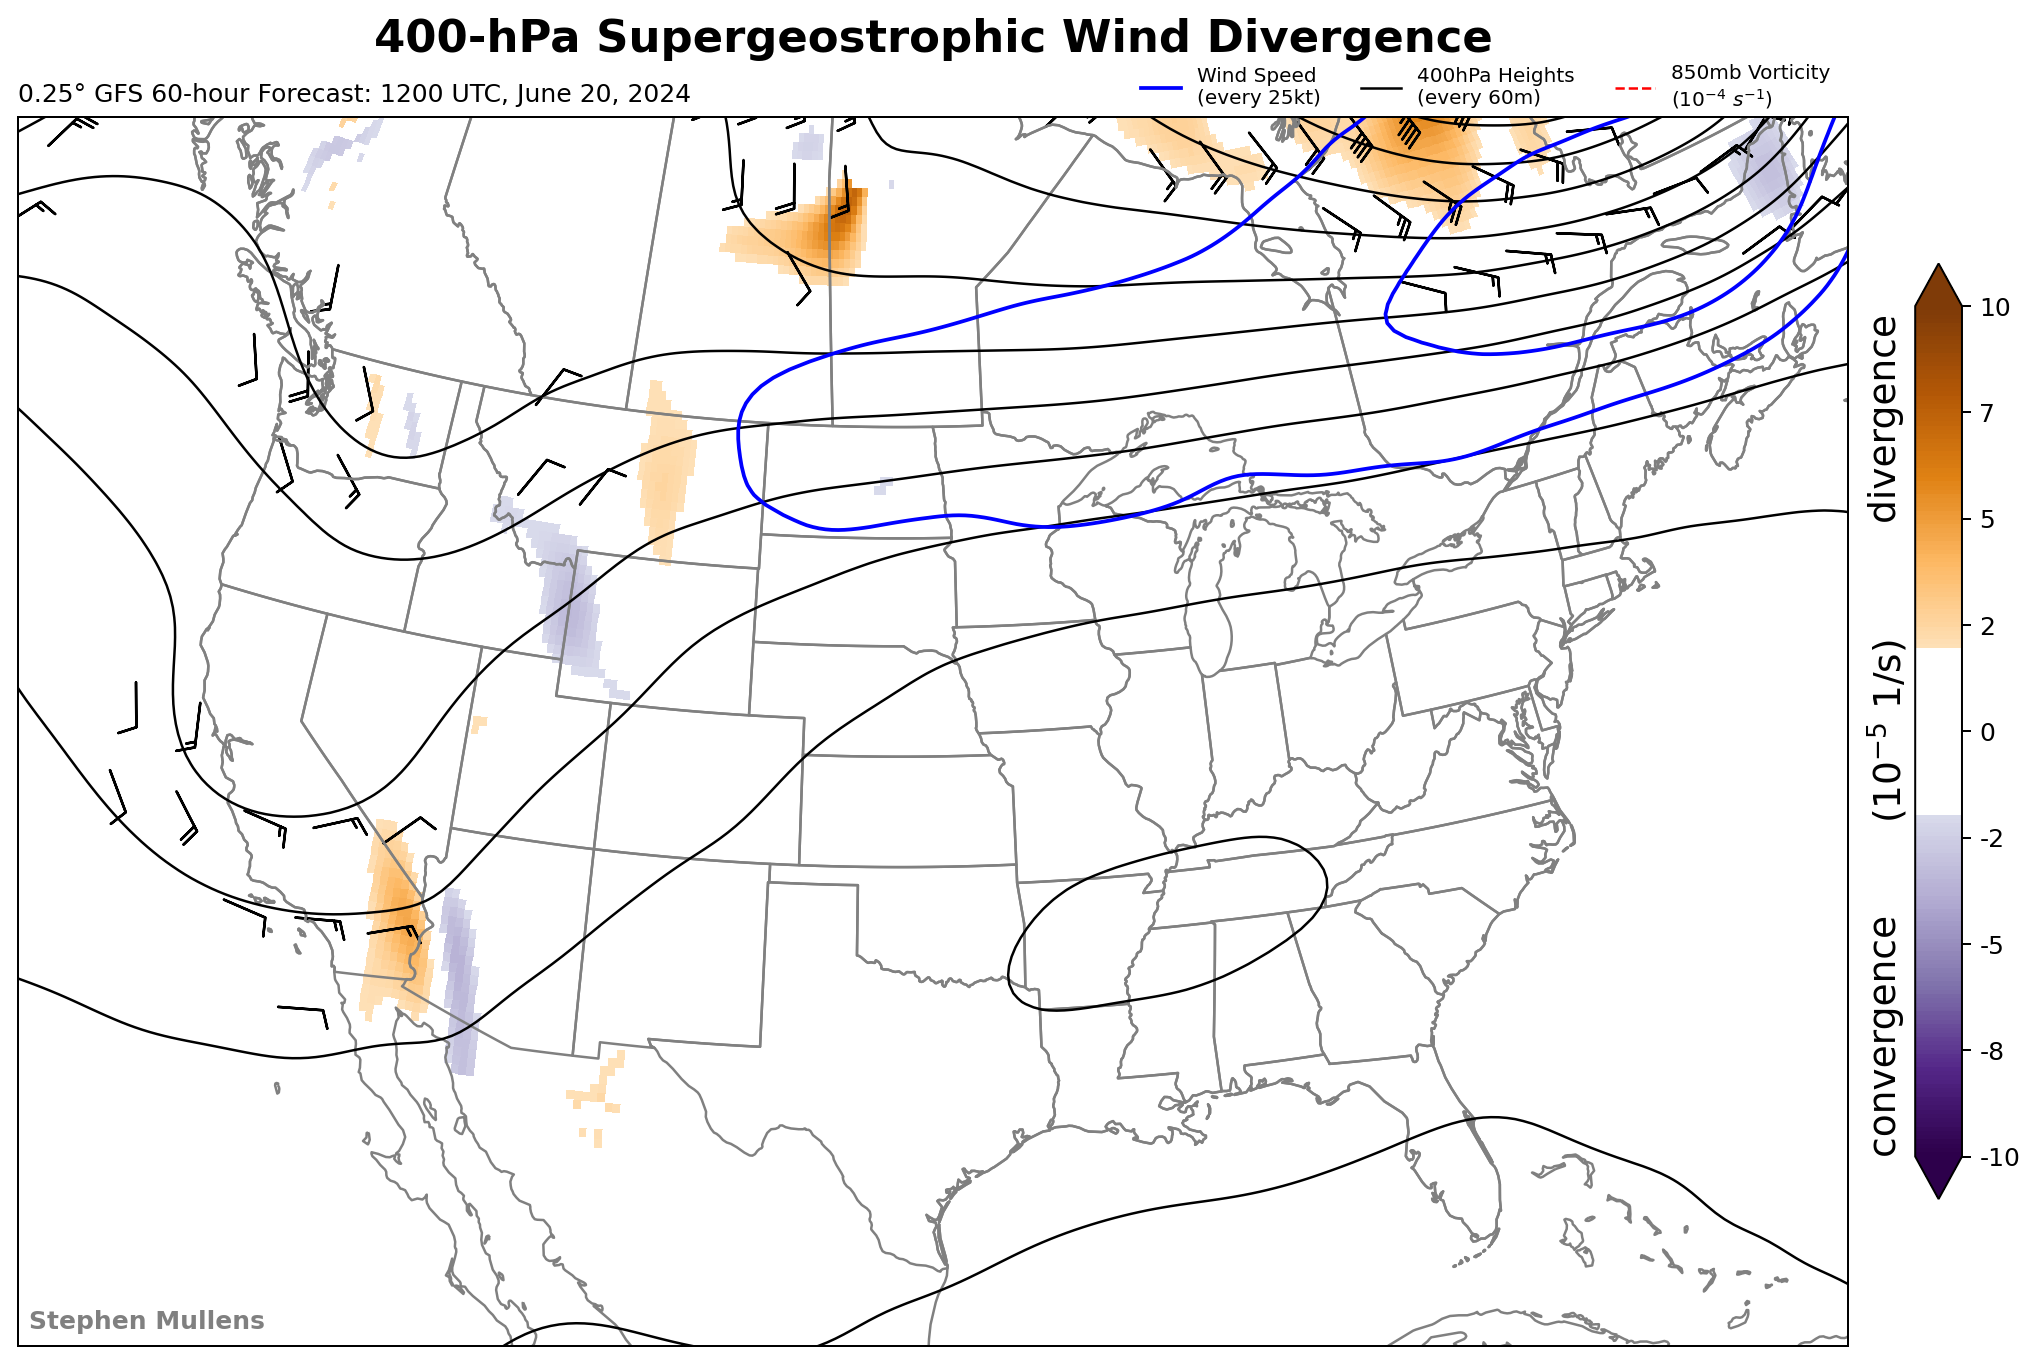 400-hPa Supergeostrophic Wind Divergence
0.25° GFS 60-hour Forecast: 1200 UTC, June 20, 2024
Wind Speed
(every 25kt)
400hPa Heights
(every 60m)
850mb Vorticity
(10⁻⁴ s⁻¹)
10
7
5
2
0
-2
-5
-8
-10
convergence (10⁻⁵ 1/s) divergence
Stephen Mullens